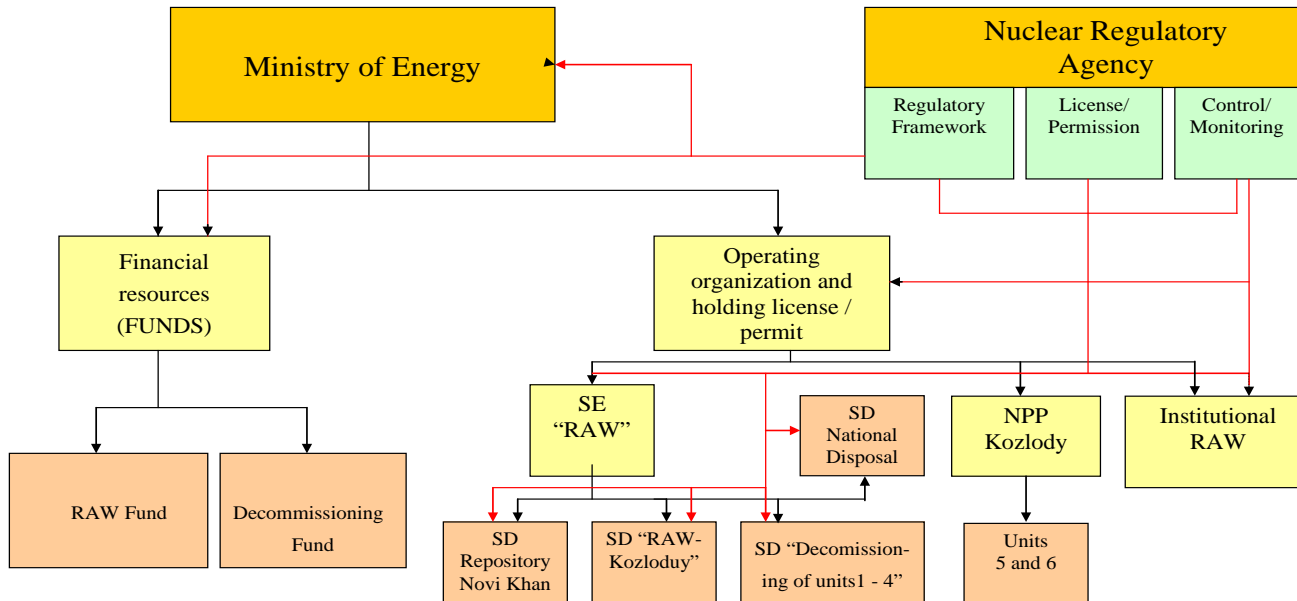 Ministry of Energy
Nuclear Regulatory
Agency
Regulatory
Framework
License/
Permission
Control/
Monitoring
Financial
resources
(FUNDS)
Operating
organization and
holding license /
permit
SE
“RAW”
SD
National
Disposal
NPP
Kozlody
Institutional
RAW
RAW Fund
Decommissioning
Fund
SD
Repository
Novi Khan
SD “RAW-
Kozloduy”
SD “Decomission-
ing of units1 - 4”
Units
5 and 6